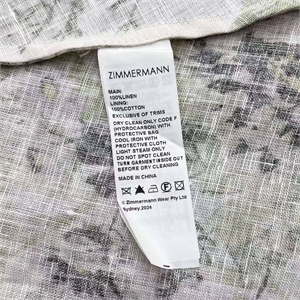 ZIMMERMANN
MAIN:
100%LINEN
LINING:
100%COTTON
EXCLUSIVE OF TRIMS
DRY CLEAN ONLY CODE P
(HYDROCARBON) WITH
PROTECTIVE BAG
COOL IRON WITH
PROTECTIVE CLOTH
LIGHT STEAM ONLY
DO NOT SPOT CLEAN
TURN GARMENT INSIDE OUT
BEFORE DRY CLEANING
MADE IN CHINA
© Zimmermann Wear Pty Ltd
Sydney.2024